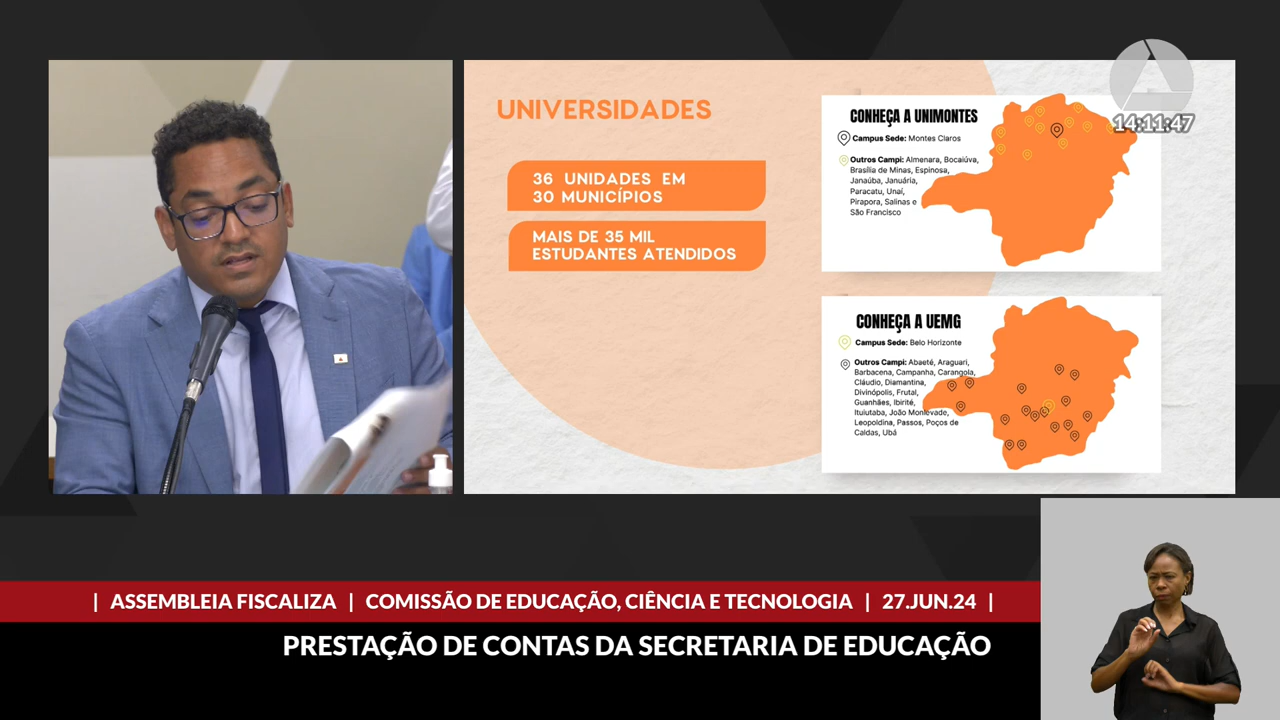 14:11:47
UNIVERSIDADES
36 UNIDADES EM
30 MUNICÍPIOS
MAIS DE 35 MIL
ESTUDANTES ATENDIDOS
CONHEÇA A UNIMONTES
Campus Sede: Montes Claros
Outros Campi: Almenara, Bocaiúva,
Brasília de Minas, Espinosa,
Janaúba, Januária,
Paracatu, Unaí,
Pirapora, Salinas e
São Francisco
CONHEÇA A UEMG
Campus Sede: Belo Horizonte
Outros Campi: Abaeté, Araguari,
Barbacena, Campanha, Carangola,
Cláudio, Diamantina,
Divinópolis, Frutal,
Guanhães, Ibirité,
Ituiutaba, João Monlevade,
Leopoldina, Passos, Poços de
Caldas, Ubá
| ASSEMBLEIA FISCALIZA | COMISSÃO DE EDUCAÇÃO, CIÊNCIA E TECNOLOGIA | 27.JUN.24 |
PRESTAÇÃO DE CONTAS DA SECRETARIA DE EDUCAÇÃO